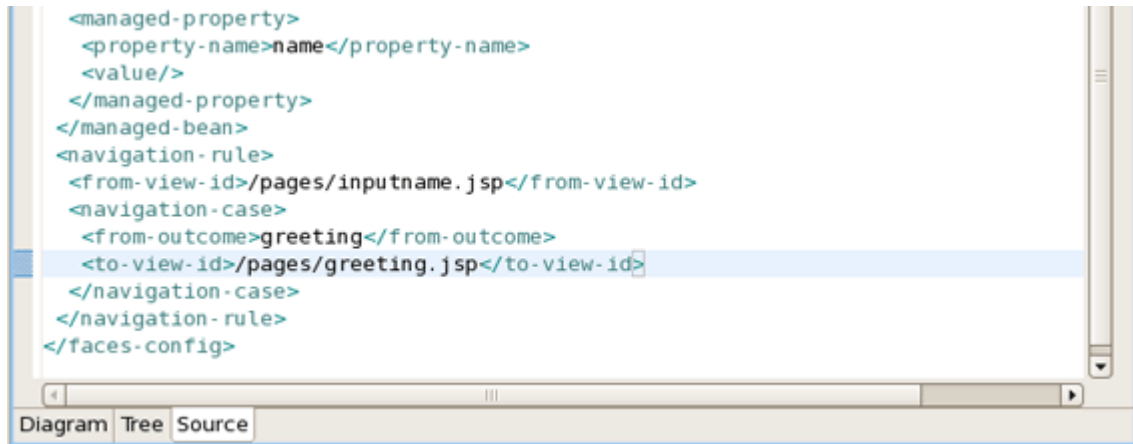 <managed-property>
<property-name>name</property-name>
<value/>
</managed-property>
</managed-bean>
<navigation-rule>
<from-view-id>/pages/inputname.jsp</from-view-id>
<navigation-case>
<from-outcome>greeting</from-outcome>
<to-view-id>/pages/greeting.jsp</to-view-id>
</navigation-case>
</navigation-rule>
</faces-config>
Diagram Tree Source